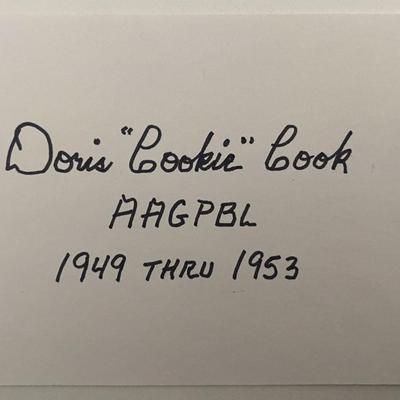 Doris "Cookie" Cook
AAGPBL
1949 THRU 1953